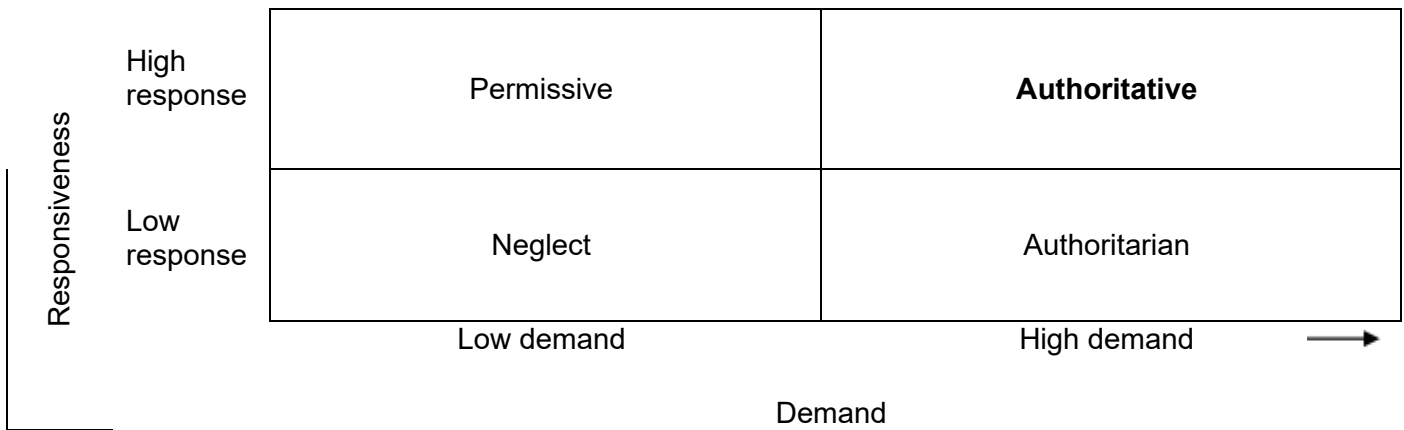 High
response
Permissive
Authoritative
Responsiveness
Low
response
Neglect
Authoritarian
Low demand
High demand
Demand